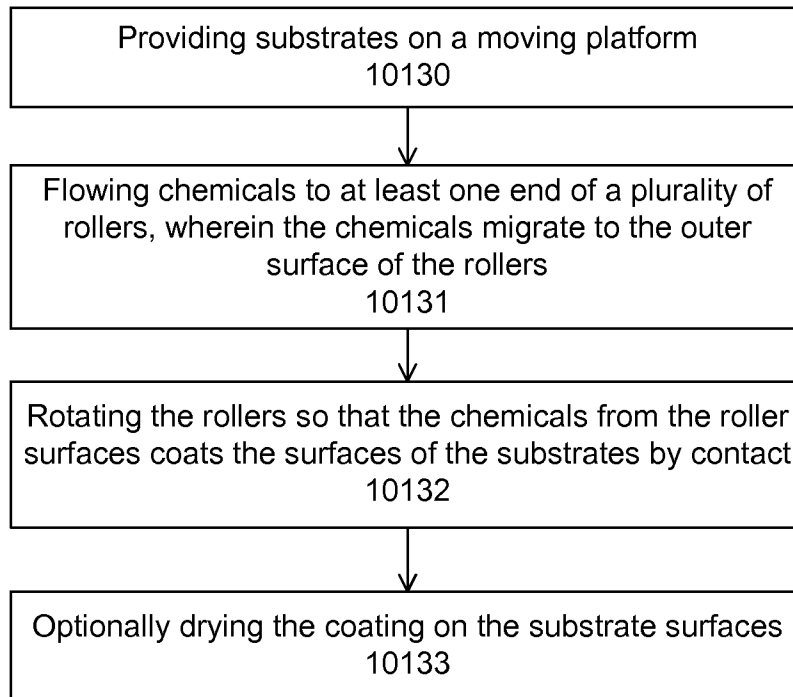 Providing substrates on a moving platform
10130
Flowing chemicals to at least one end of a plurality of
rollers, wherein the chemicals migrate to the outer
surface of the rollers
10131
Rotating the rollers so that the chemicals from the roller
surfaces coats the surfaces of the substrates by contact
10132
Optionally drying the coating on the substrate surfaces
10133